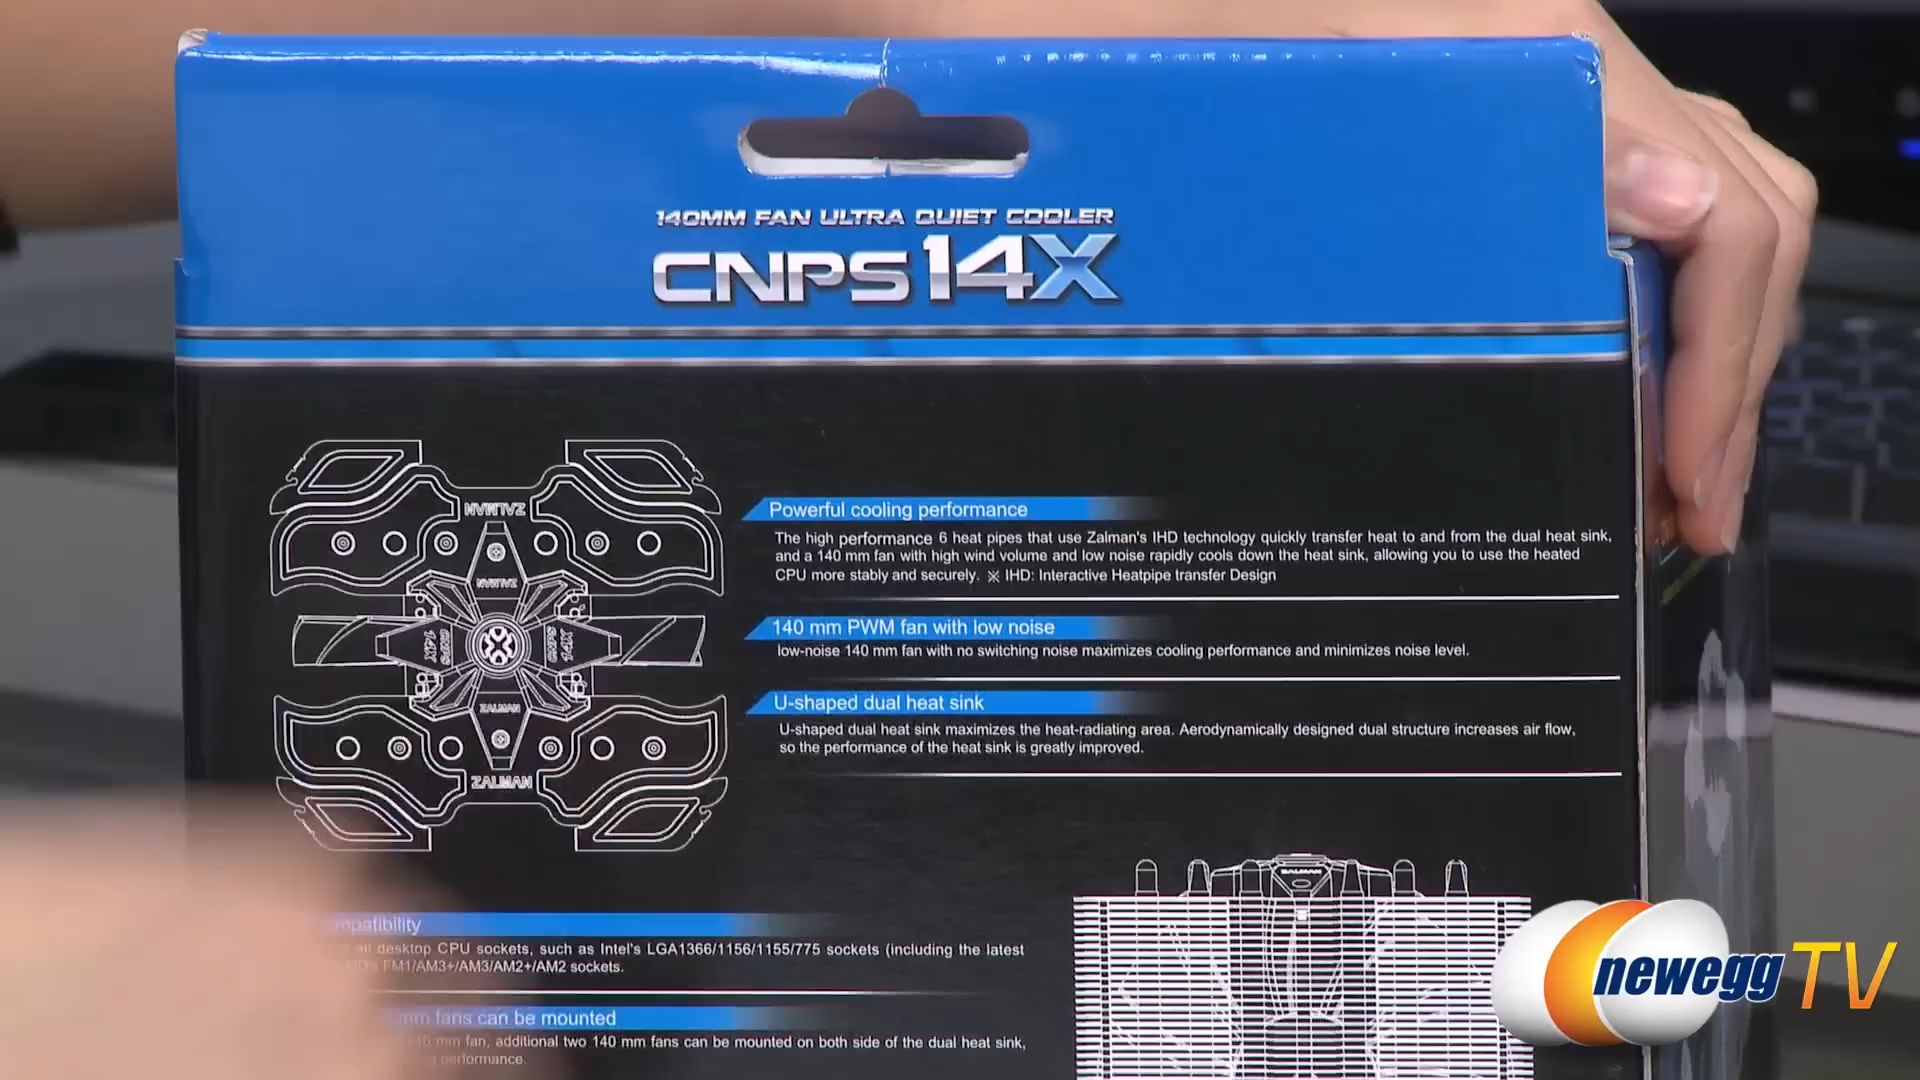 140MM FAN ULTRA QUIET COOLER
CNPS 14X
Powerful cooling performance
The high performance 6 heat pipes that use Zalman's IHD technology quickly transfer heat to and from the dual heat sink,
and a 140 mm fan with high wind volume and low noise rapidly cools down the heat sink, allowing you to use the heated
CPU more stably and securely. ※ IHD: Interactive Heatpipe transfer Design
140 mm PWM fan with low noise
low-noise 140 mm fan with no switching noise maximizes cooling performance and minimizes noise level.
U-shaped dual heat sink
U-shaped dual heat sink maximizes the heat-radiating area. Aerodynamically designed dual structure increases air flow,
so the performance of the heat sink is greatly improved.
ZALMAN
ZALMAN
CNPS
14X
CNPS
14X
ZALMAN
ZALMAN
ZALMAN
desktop CPU sockets, such as Intel's LGA1366/1156/1155/775 sockets (including the latest
FM1/AM3+/AM3/AM2+/AM2 sockets.
mm fans can be mounted
fan, additional two 140 mm fans can be mounted on both side of the dual heat sink,
performance.
newegg TV